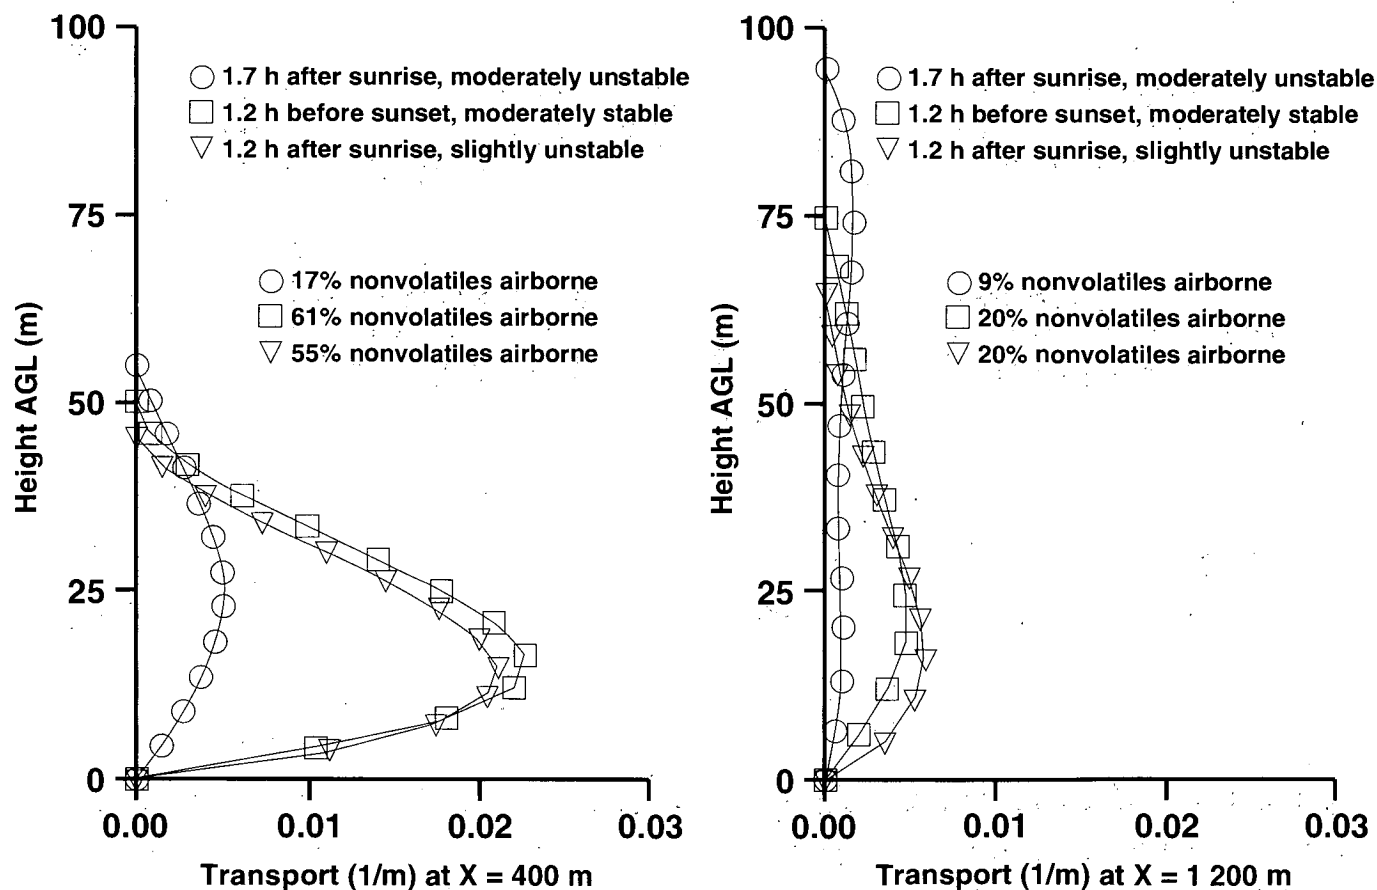 100
75
50
25
0
Height AGL (m)
1.7 h after sunrise, moderately unstable
1.2 h before sunset, moderately stable
1.2 h after sunrise, slightly unstable
17% nonvolatiles airborne
61% nonvolatiles airborne
55% nonvolatiles airborne
0.00 0.01 0.02 0.03
Transport (1/m) at X = 400 m
100
75
50
25
0
Height AGL (m)
1.7 h after sunrise, moderately unstable
1.2 h before sunset, moderately stable
1.2 h after sunrise, slightly unstable
9% nonvolatiles airborne
20% nonvolatiles airborne
20% nonvolatiles airborne
0.00 0.01 0.02 0.03
Transport (1/m) at X = 1 200 m